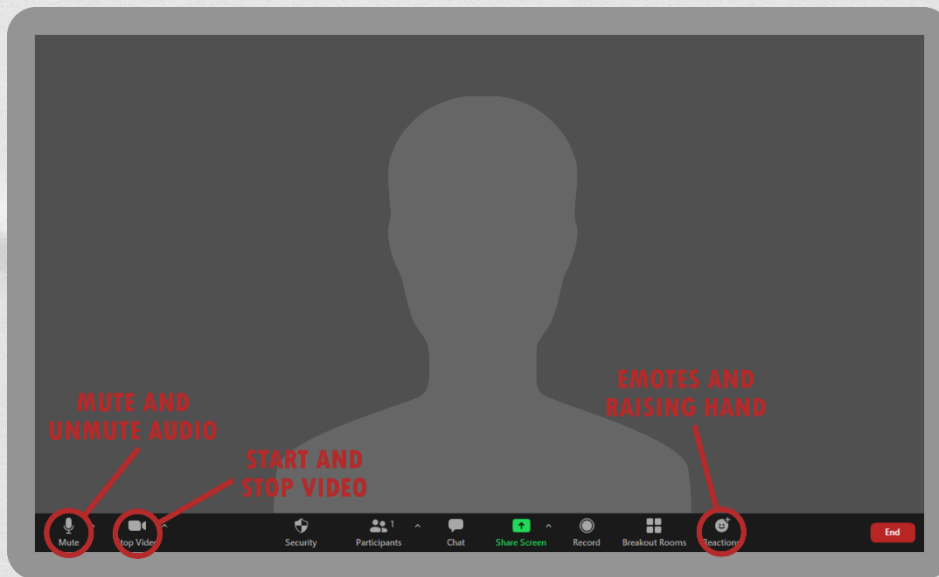 MUTE AND
UNMUTE AUDIO
START AND
STOP VIDEO
EMOTES AND
RAISING HAND
Mute
Stop Video
Security
Participants
1
Chat
Share Screen
Record
Breakout Rooms
Reactions
End